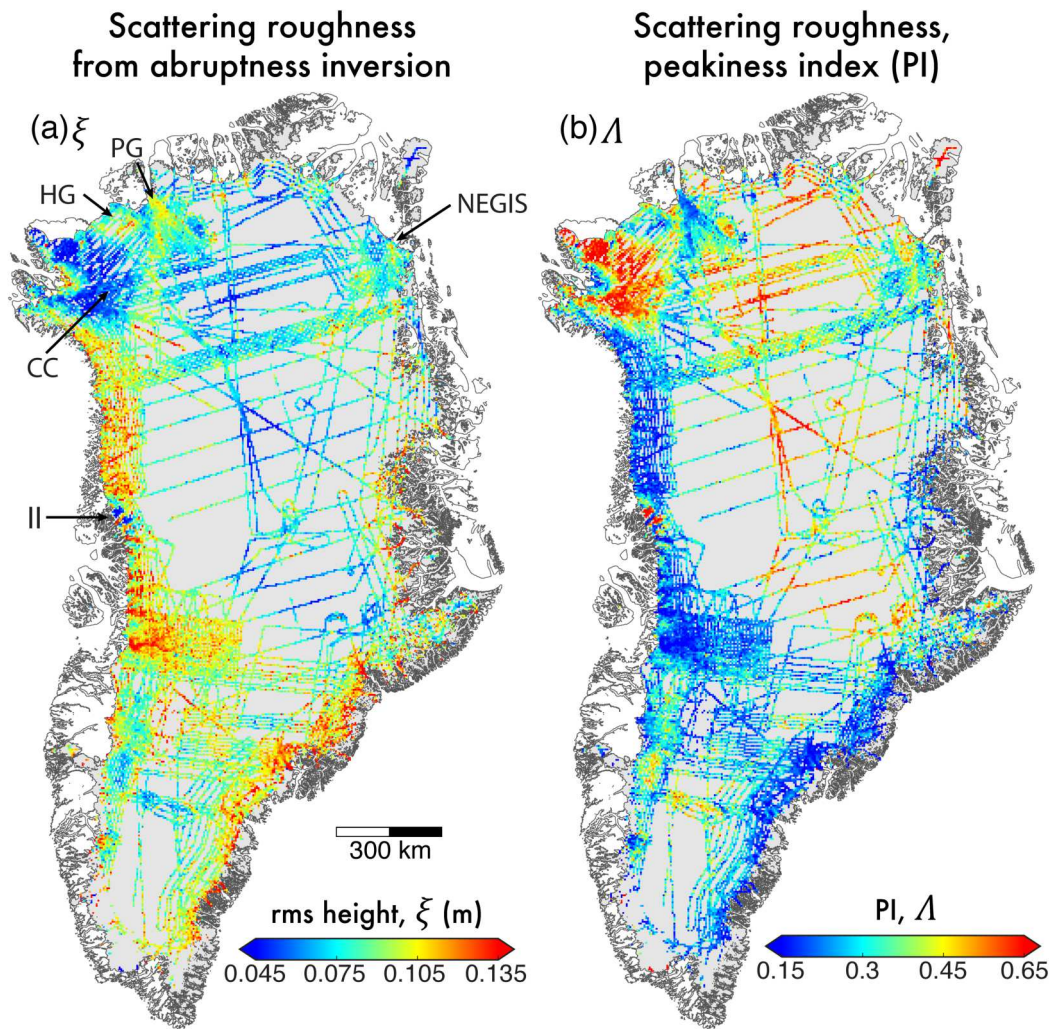 Scattering roughness
from abruptness inversion
Scattering roughness,
peakiness index (PI)
(a) ξ
(b) Λ
PG
HG
NEGIS
CC
II
300 km
rms height, ξ (m)
0.045 0.075 0.105 0.135
PI, Λ
0.15 0.3 0.45 0.65